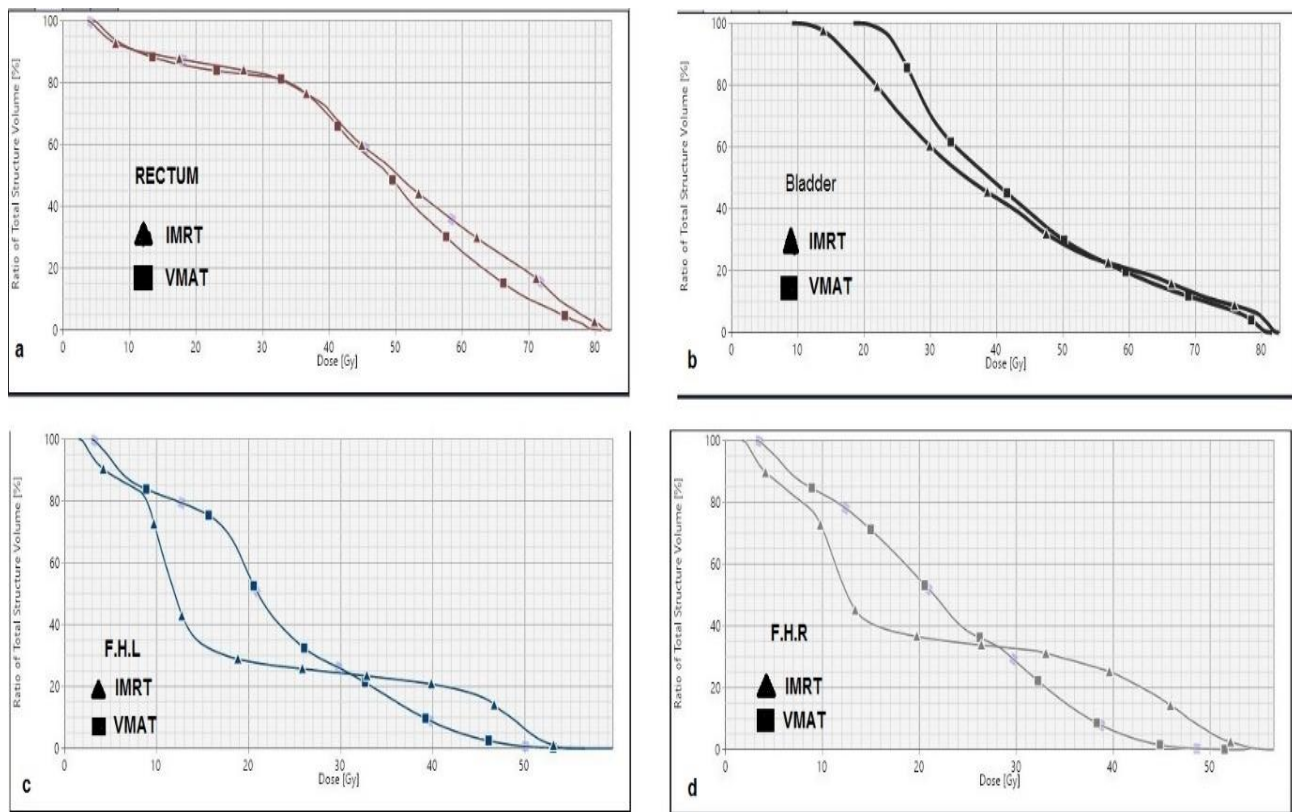 Ratio of Total Structure Volume [%]
100
80
60
40
20
0
RECTUM
IMRT
VMAT
0 10 20 30 40 50 60 70 80
Dose [Gy]
a
Ratio of Total Structure Volume [%]
100
80
60
40
20
0
Bladder
IMRT
VMAT
0 10 20 30 40 50 60 70 80
Dose [Gy]
b
Ratio of Total Structure Volume [%]
100
80
60
40
20
0
F.H.L
IMRT
VMAT
0 10 20 30 40 50
Dose [Gy]
c
Ratio of Total Structure Volume [%]
100
80
60
40
20
0
F.H.R
IMRT
VMAT
0 10 20 30 40 50
Dose [Gy]
d